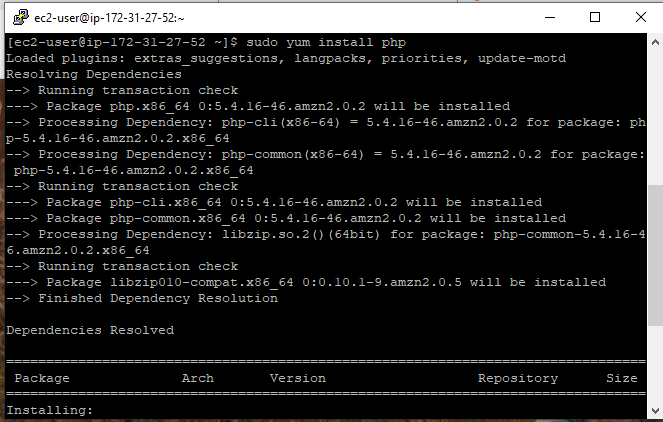 ec2-user@ip-172-31-27-52:~
[ec2-user@ip-172-31-27-52 ~]$ sudo yum install php
Loaded plugins: extras_suggestions, langpacks, priorities, update-motd
Resolving Dependencies
--> Running transaction check
---> Package php.x86_64 0:5.4.16-46.amzn2.0.2 will be installed
--> Processing Dependency: php-cli(x86-64) = 5.4.16-46.amzn2.0.2 for package: ph
p-5.4.16-46.amzn2.0.2.x86_64
--> Processing Dependency: php-common(x86-64) = 5.4.16-46.amzn2.0.2 for package:
 php-5.4.16-46.amzn2.0.2.x86_64
--> Running transaction check
---> Package php-cli.x86_64 0:5.4.16-46.amzn2.0.2 will be installed
---> Package php-common.x86_64 0:5.4.16-46.amzn2.0.2 will be installed
--> Processing Dependency: libzip.so.2()(64bit) for package: php-common-5.4.16-4
6.amzn2.0.2.x86_64
--> Running transaction check
---> Package libzip010-compat.x86_64 0:0.10.1-9.amzn2.0.5 will be installed
--> Finished Dependency Resolution

Dependencies Resolved

================================================================================
 Package              Arch       Version                   Repository      Size
================================================================================
Installing: